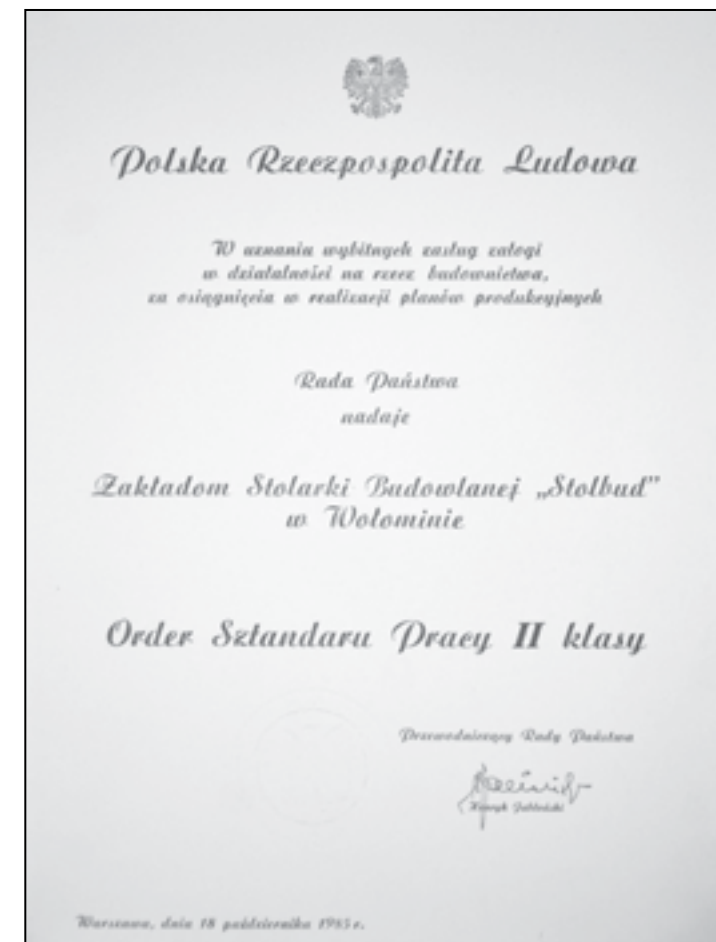 Polska Rzeczpospolita Ludowa
W uznaniu wybitnych zasług załogi
w działalności na rzecz budownictwa,
za osiągnięcia w realizacji planów produkcyjnych
Rada Państwa
nadaje
Zakładom Stolarki Budowlanej „Stolbud”
w Wołominie
Order Sztandaru Pracy II klasy
Przewodniczący Rady Państwa
Henryk Jabłoński
Warszawa, dnia 18 października 1985 r.